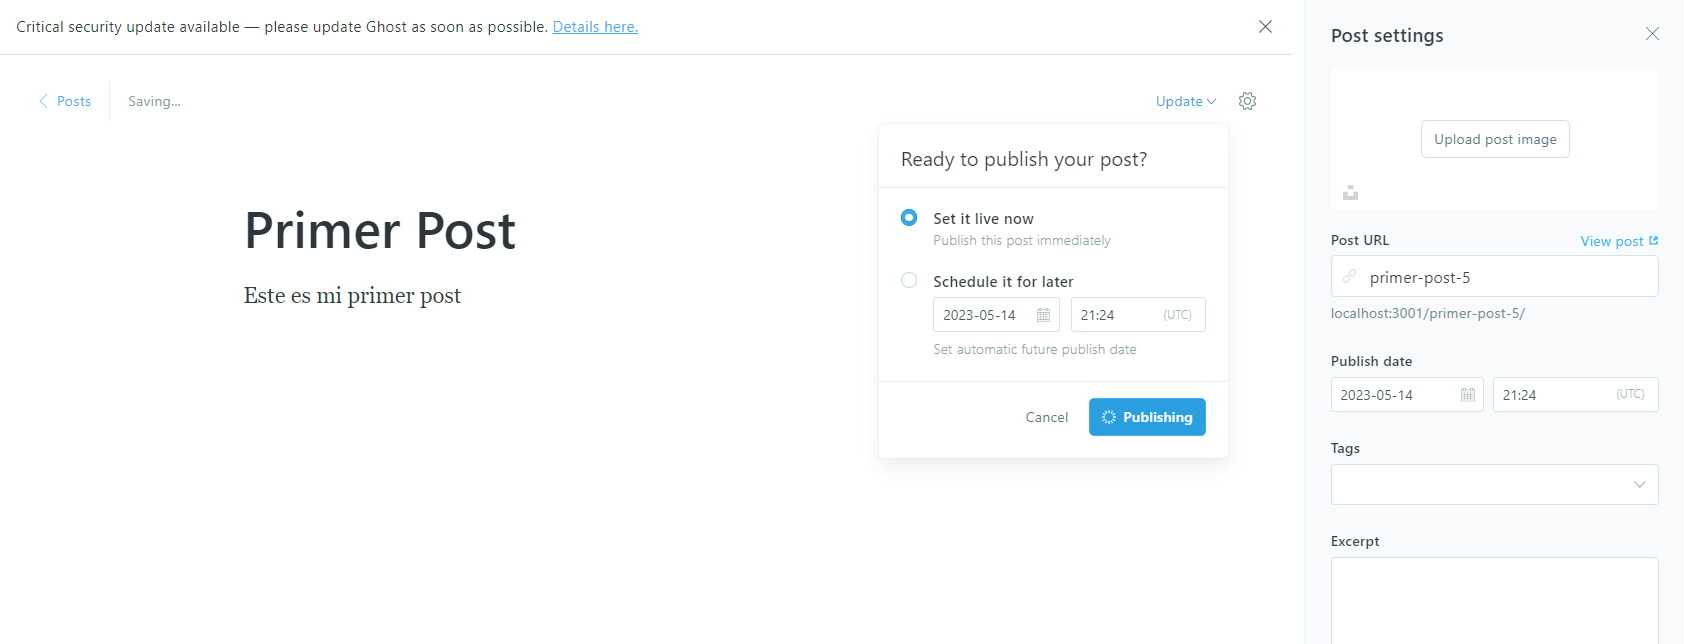 Critical security update available — please update Ghost as soon as possible. Details here.
Posts
Saving...
Update
Ready to publish your post?
Set it live now
Publish this post immediately
Schedule it for later
2023-05-14
21:24 (UTC)
Set automatic future publish date
Cancel
Publishing
Primer Post
Este es mi primer post
Post settings
Upload post image
Post URL
View post
primer-post-5
localhost:3001/primer-post-5/
Publish date
2023-05-14
21:24 (UTC)
Tags
Excerpt